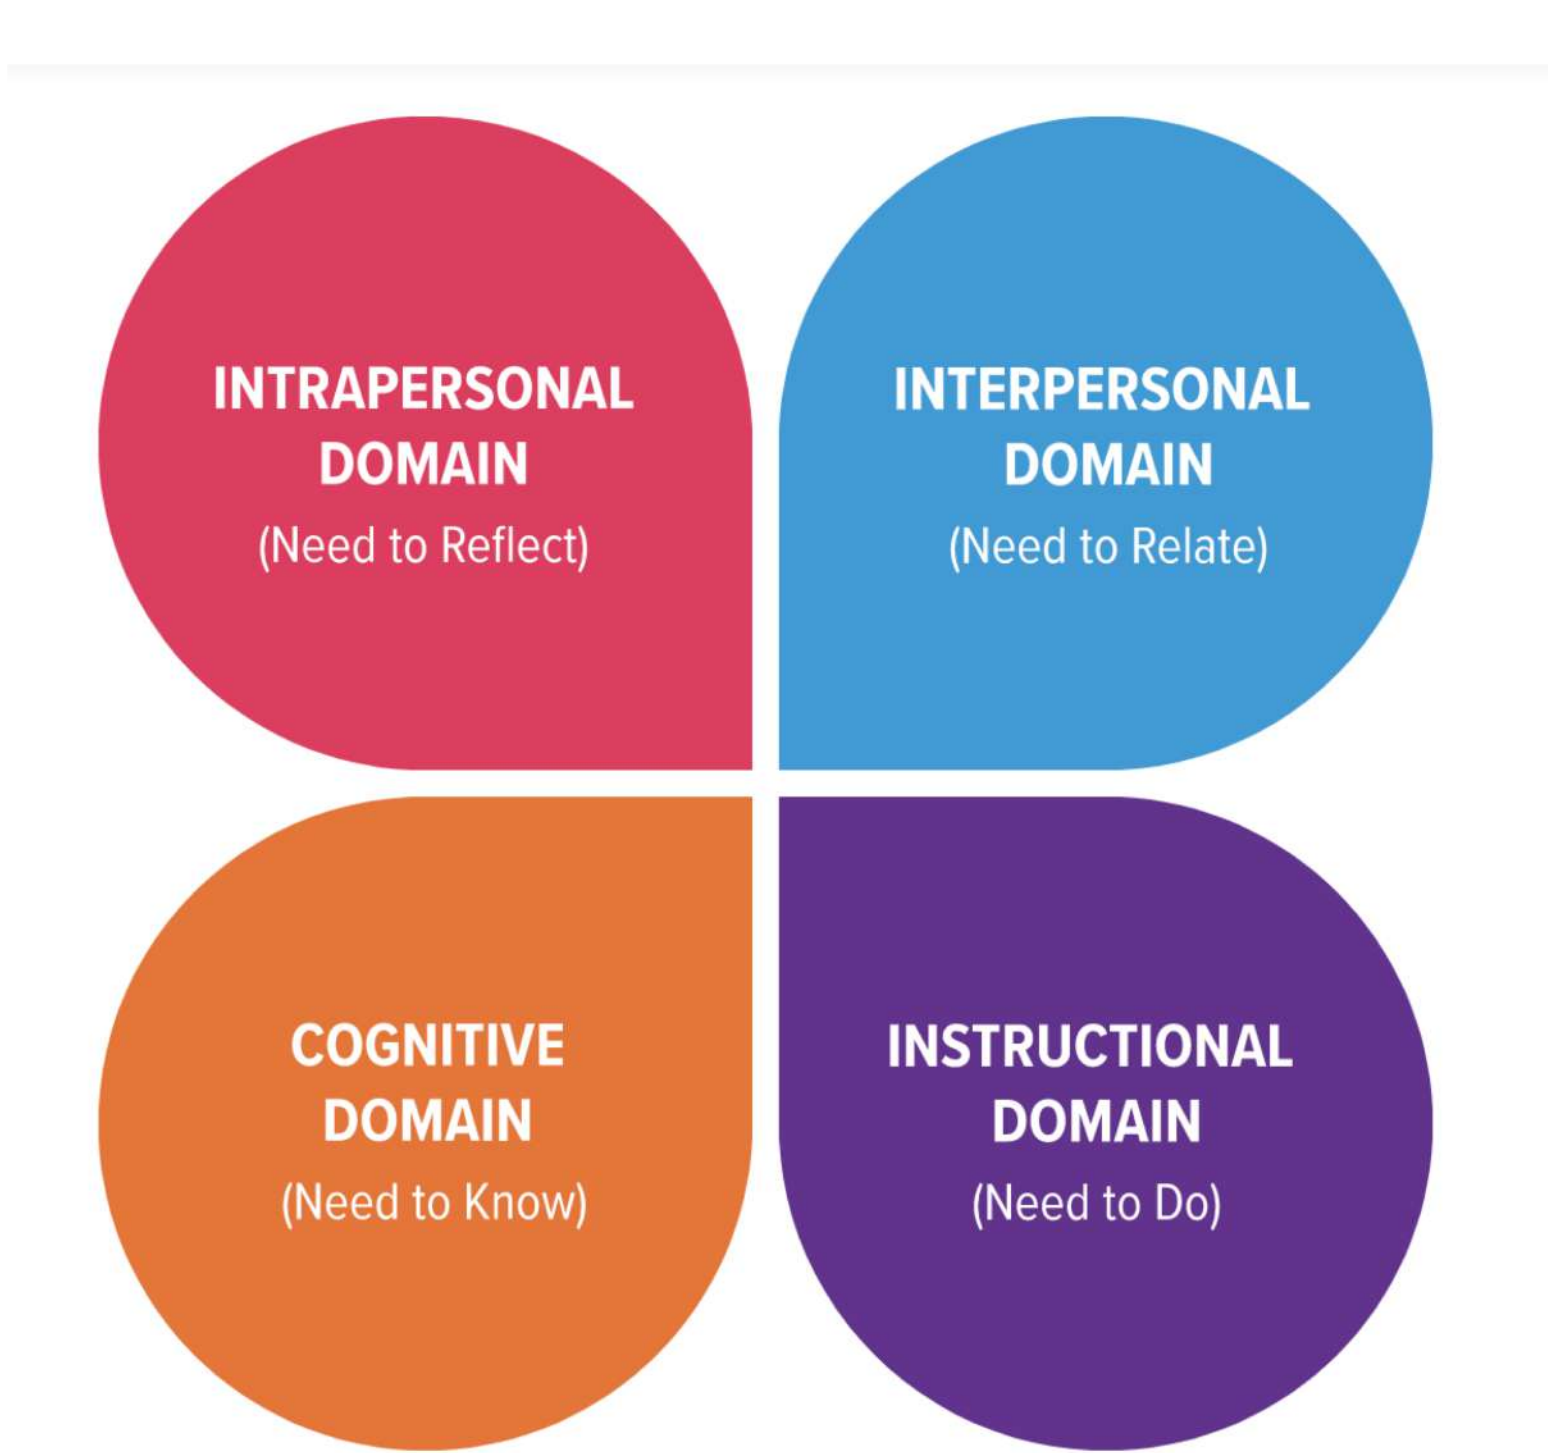 INTRAPERSONAL
DOMAIN
(Need to Reflect)
INTERPERSONAL
DOMAIN
(Need to Relate)
COGNITIVE
DOMAIN
(Need to Know)
INSTRUCTIONAL
DOMAIN
(Need to Do)